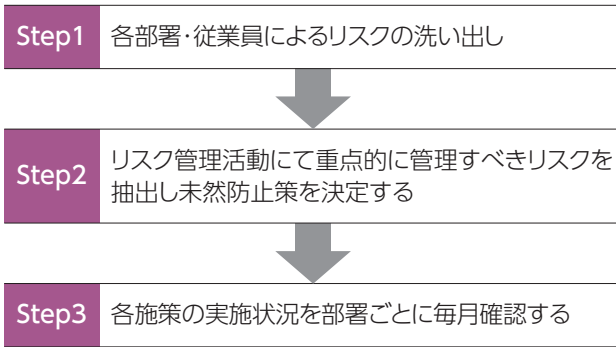 Step1 各部署・従業員によるリスクの洗い出し
Step2 リスク管理活動にて重点的に管理すべきリスクを
抽出し未然防止策を決定する
Step3 各施策の実施状況を部署ごとに毎月確認する